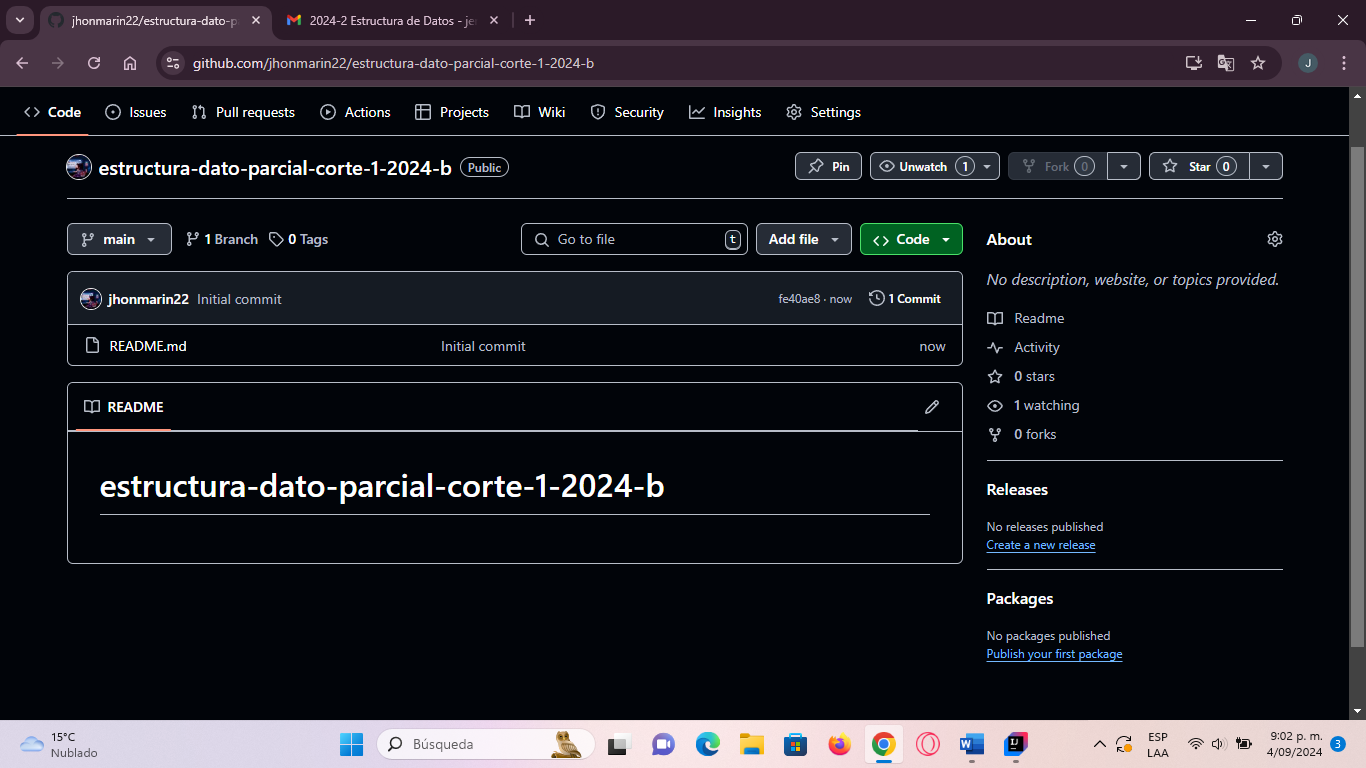 jhonmarin22/estructura-dato-p
2024-2 Estructura de Datos - je
github.com/jhonmarin22/estructura-dato-parcial-corte-1-2024-b
J
Code Issues Pull requests Actions Projects Wiki Security Insights Settings
estructura-dato-parcial-corte-1-2024-b Public
Pin Unwatch 1 Fork 0 Star 0
main 1 Branch 0 Tags Go to file t Add file Code
About
No description, website, or topics provided.
jhonmarin22 Initial commit fe40ae8 · now 1 Commit
Readme
README.md Initial commit now
Activity
0 stars
1 watching
0 forks
README
estructura-dato-parcial-corte-1-2024-b
Releases
No releases published
Create a new release
Packages
No packages published
Publish your first package
15°C
Nublado
Búsqueda
W
IJ
ESP
LAA
9:02 p. m.
4/09/2024
3